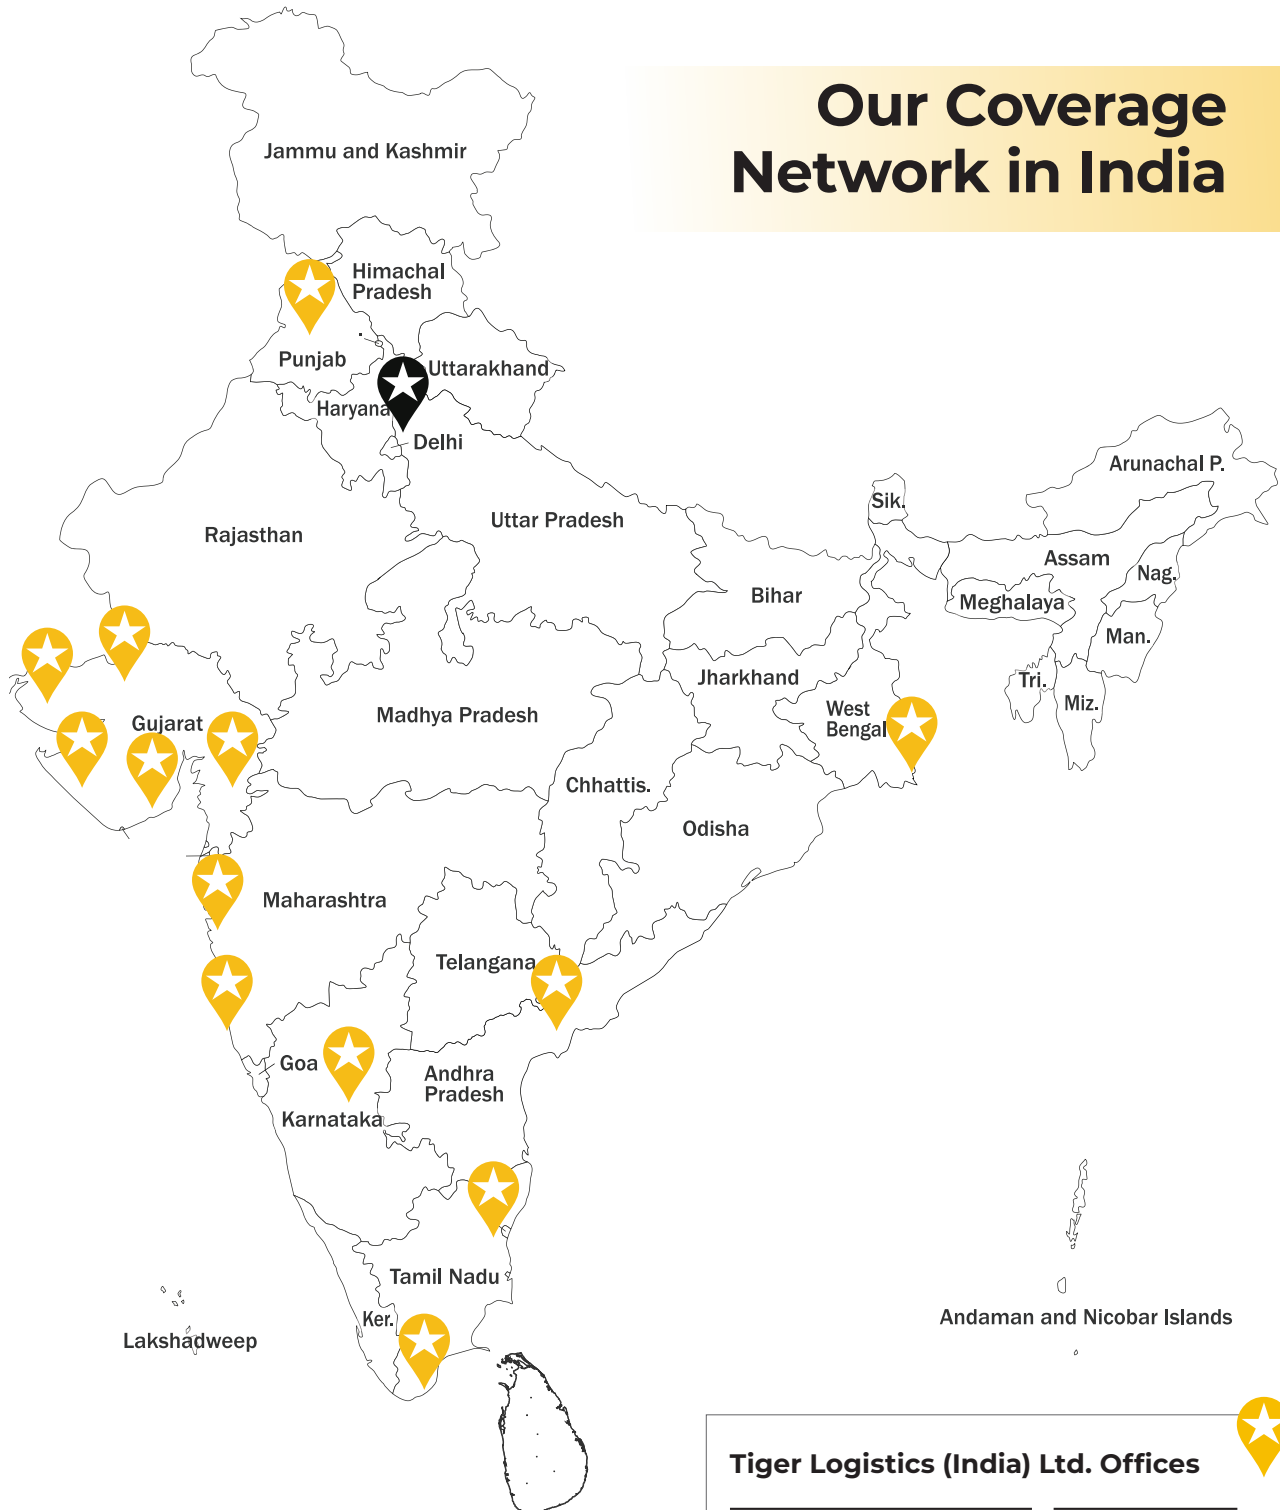 Our Coverage
Network in India
Jammu and Kashmir
Himachal
Pradesh
Punjab
Uttarakhand
Haryana
Delhi
Arunachal P.
Sik.
Rajasthan
Uttar Pradesh
Assam
Nag.
Bihar
Meghalaya
Man.
Jharkhand
Tri.
Miz.
Gujarat
Madhya Pradesh
West
Bengal
Chhattis.
Odisha
Maharashtra
Telangana
Goa
Andhra
Pradesh
Karnataka
Tamil Nadu
Ker.
Andaman and Nicobar Islands
Lakshadweep
Tiger Logistics (India) Ltd. Offices